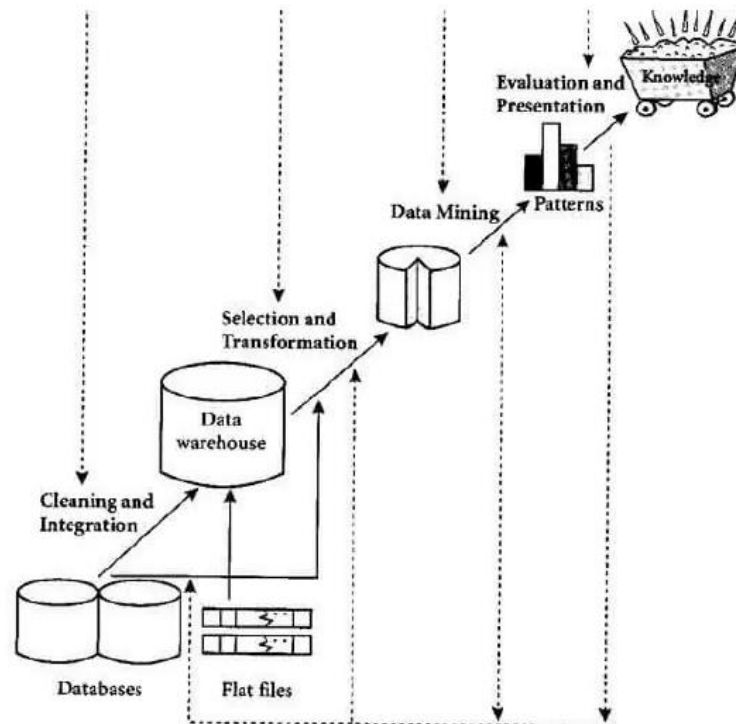 Knowledge
Evaluation and
Presentation
Patterns
Data Mining
Selection and
Transformation
Data
warehouse
Cleaning and
Integration
Databases
Flat files